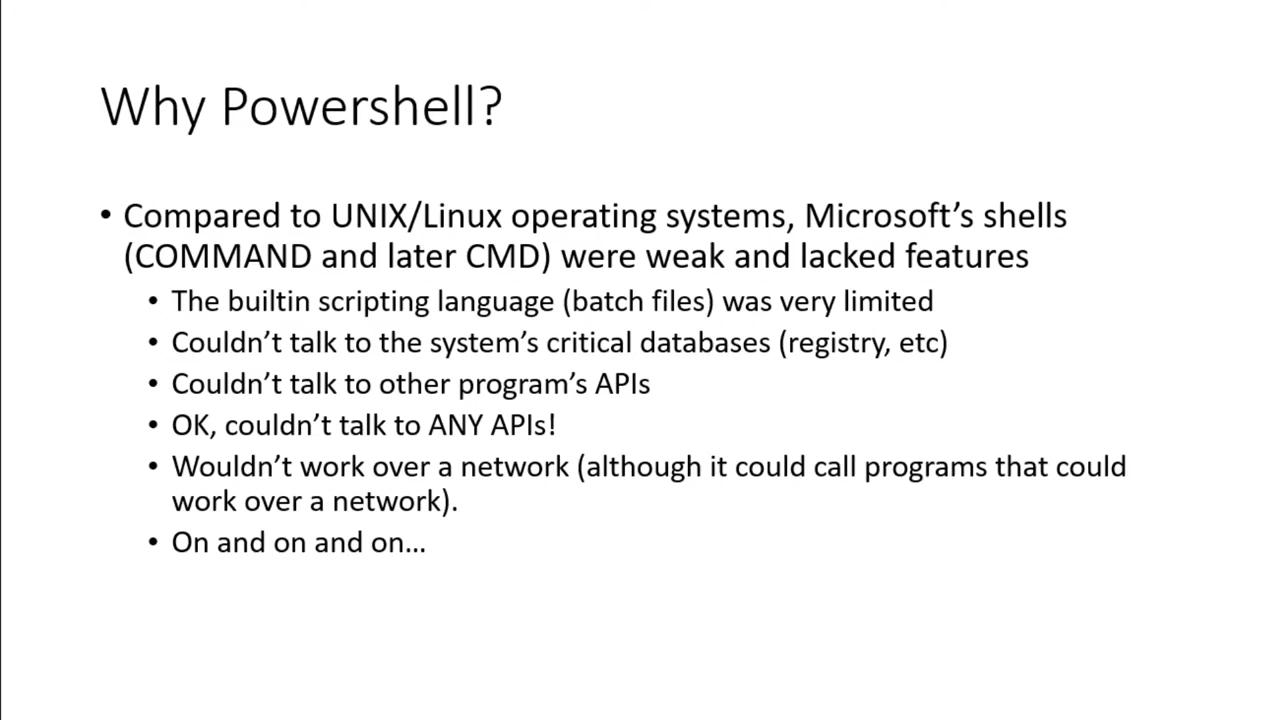 Why Powershell?
• Compared to UNIX/Linux operating systems, Microsoft’s shells
(COMMAND and later CMD) were weak and lacked features
• The builtin scripting language (batch files) was very limited
• Couldn’t talk to the system’s critical databases (registry, etc)
• Couldn’t talk to other program’s APIs
• OK, couldn’t talk to ANY APIs!
• Wouldn’t work over a network (although it could call programs that could
work over a network).
• On and on and on…